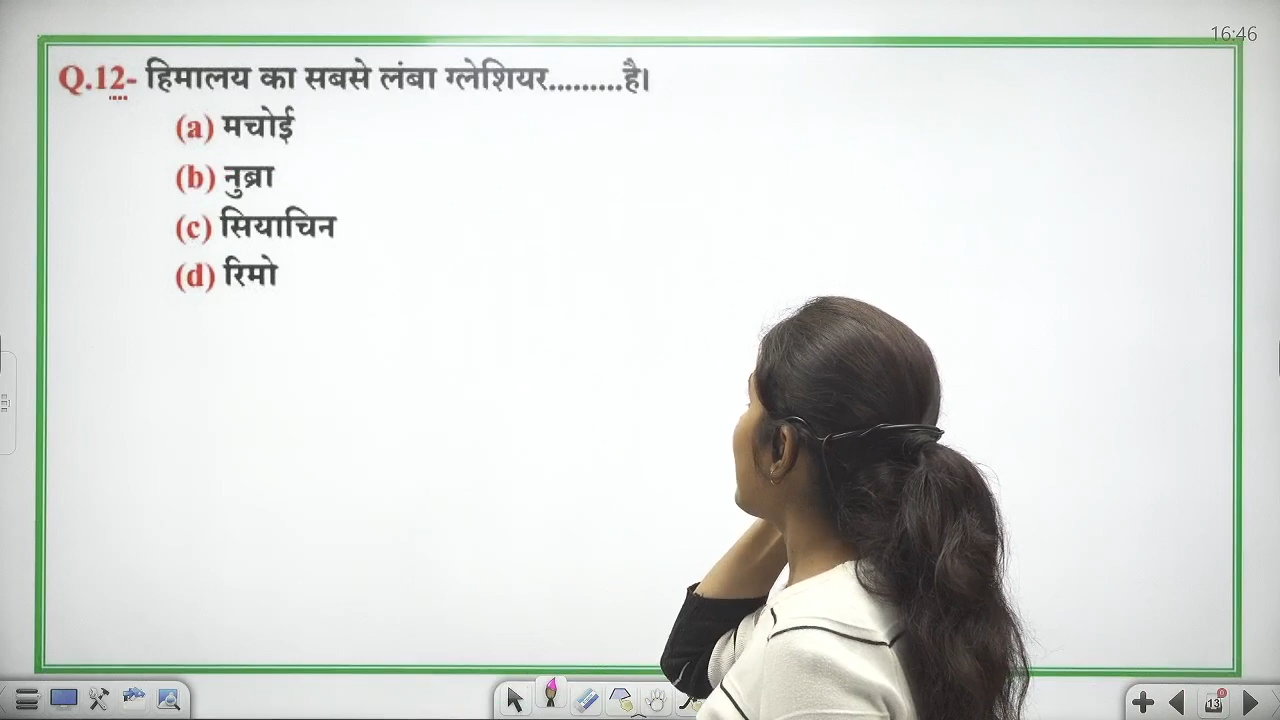 16:46
Q.12- हिमालय का सबसे लंबा ग्लेशियर.........है।
(a) मचोई
(b) नुब्रा
(c) सियाचिन
(d) रिमो
13